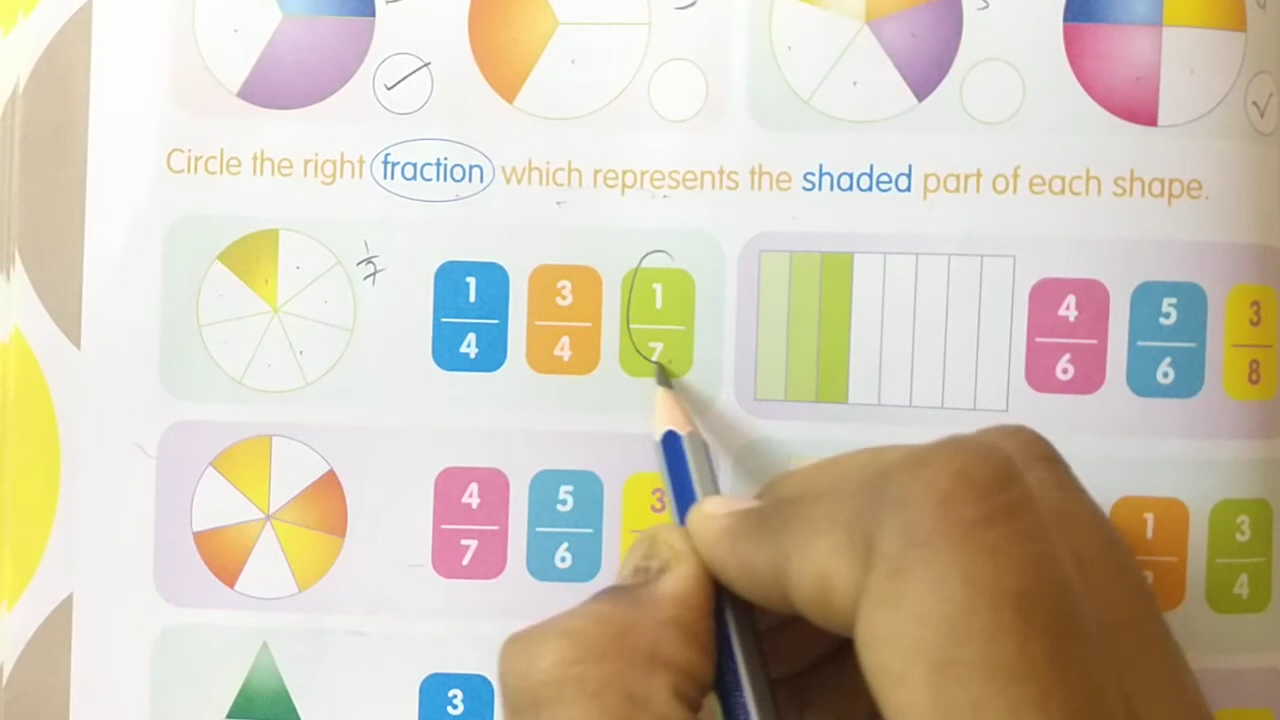 Circle the right fraction which represents the shaded part of each shape.
1/7
1/4 3/4 1/7
4/6 5/6 3/8
4/7 5/6 3
1 3/4
3